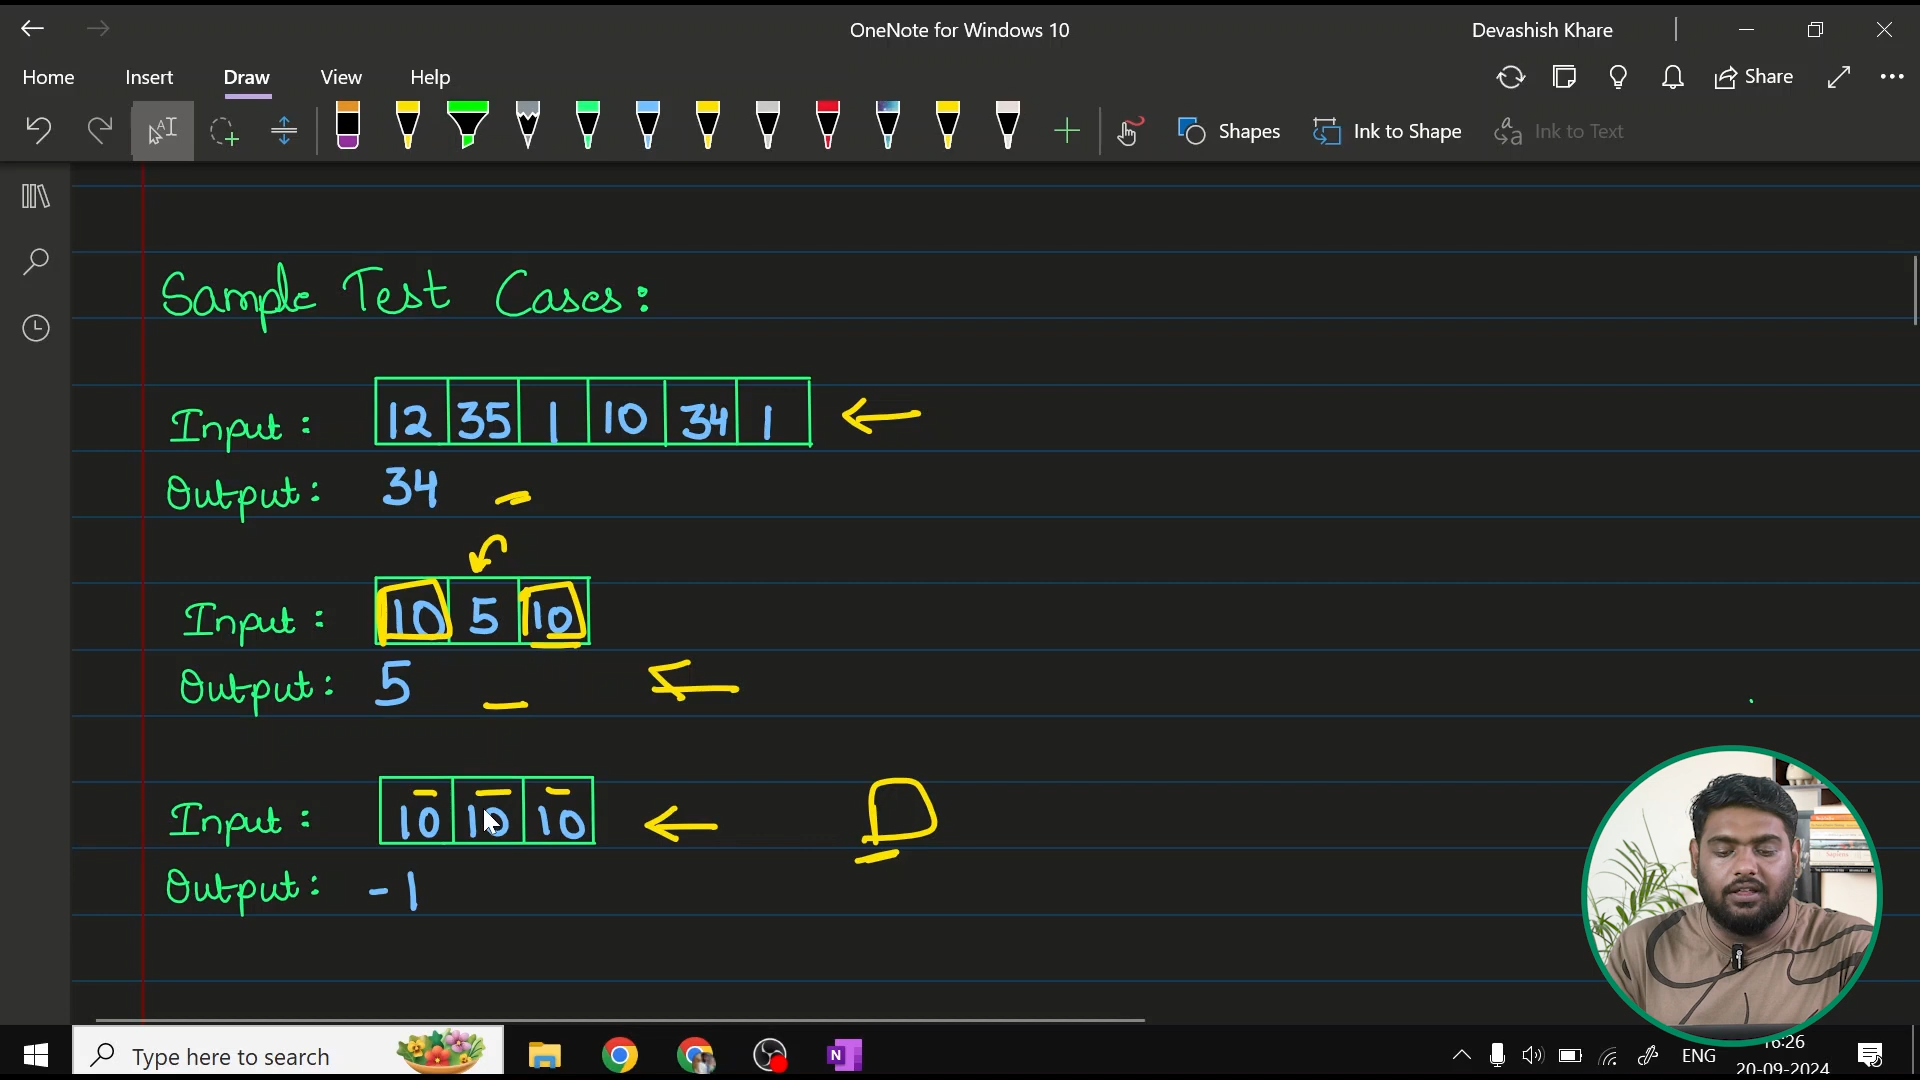 OneNote for Windows 10
Devashish Khare
Home Insert Draw View Help
Share
Shapes Ink to Shape Ink to Text
Sample Test Cases:
Input : 12 35 1 10 34 1
Output : 34
Input : 10 5 10
Output : 5
Input : 10 10 10
Output : -1
Type here to search
N
ENG
16:26
20-09-2024